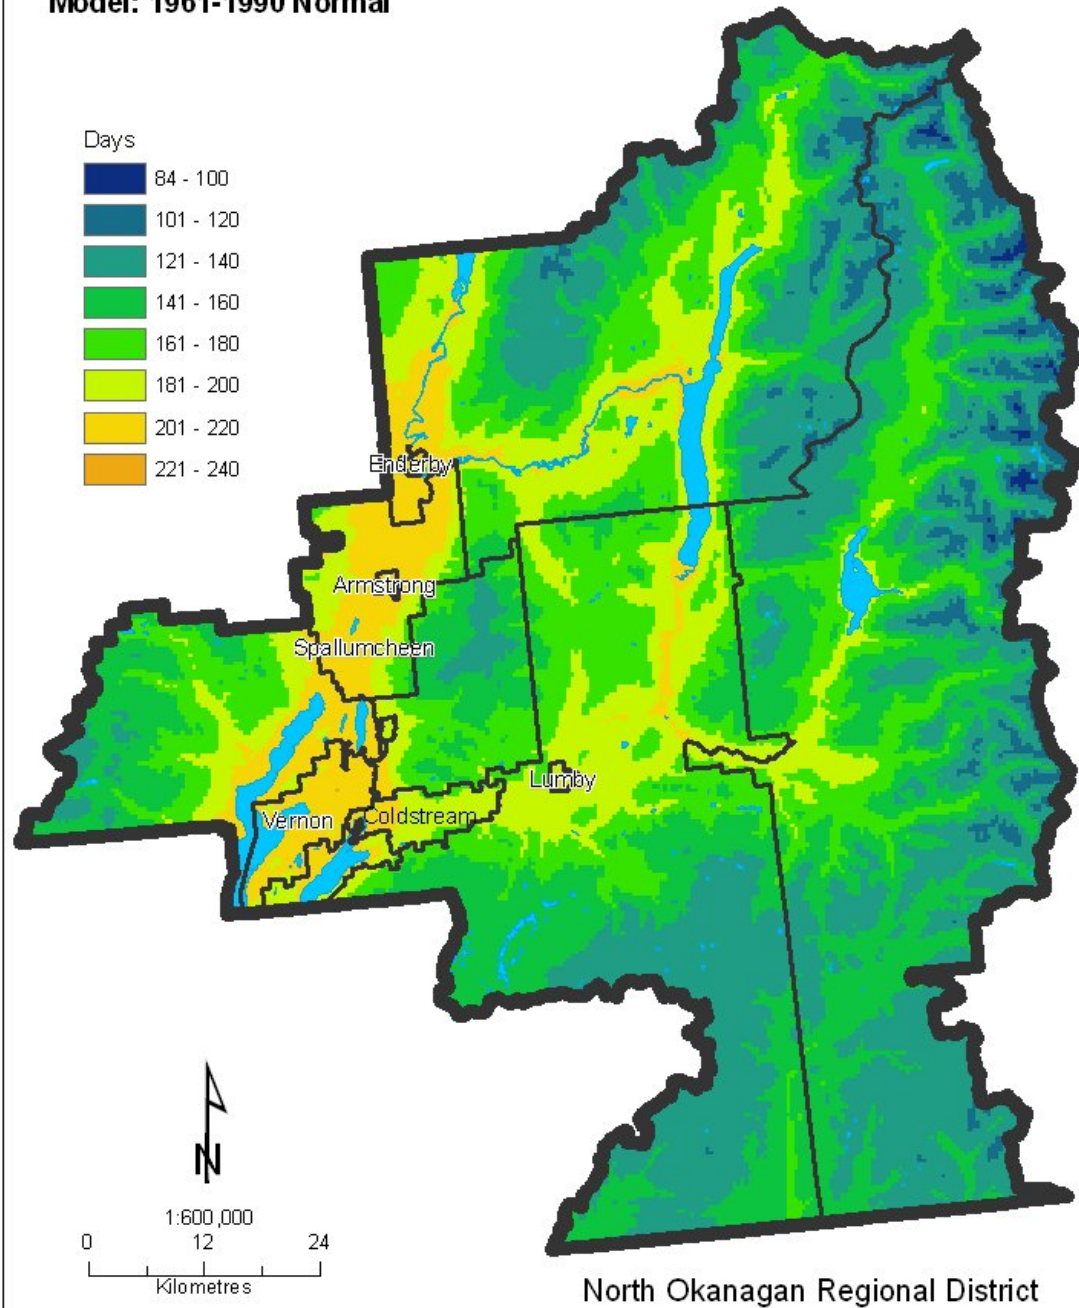 Model: 1961-1990 Normal
Days
84 - 100
101 - 120
121 - 140
141 - 160
161 - 180
181 - 200
201 - 220
221 - 240
Enderby
Armstrong
Spallumcheen
Lumby
Vernon
Coldstream
N
1:600,000
0 12 24
Kilometres
North Okanagan Regional District